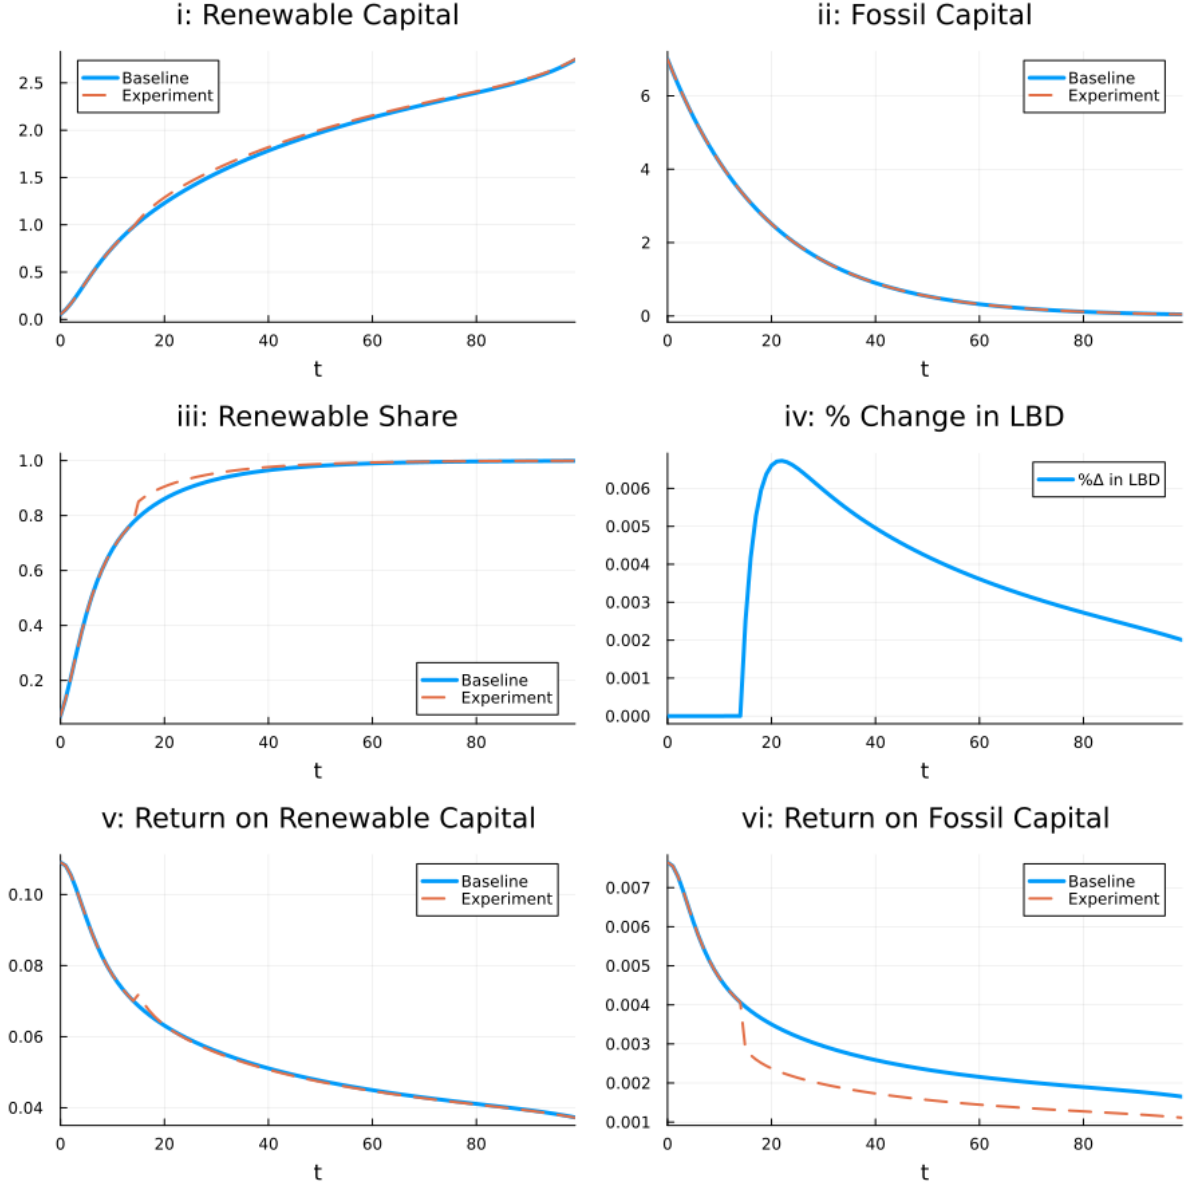 i: Renewable Capital
Baseline
Experiment
2.5
2.0
1.5
1.0
0.5
0.0
0 20 40 60 80
t
ii: Fossil Capital
Baseline
Experiment
6
4
2
0
0 20 40 60 80
t
iii: Renewable Share
1.0
0.8
0.6
0.4
0.2
Baseline
Experiment
0 20 40 60 80
t
iv: % Change in LBD
%Δ in LBD
0.006
0.005
0.004
0.003
0.002
0.001
0.000
0 20 40 60 80
t
v: Return on Renewable Capital
Baseline
Experiment
0.10
0.08
0.06
0.04
0 20 40 60 80
t
vi: Return on Fossil Capital
Baseline
Experiment
0.007
0.006
0.005
0.004
0.003
0.002
0.001
0 20 40 60 80
t